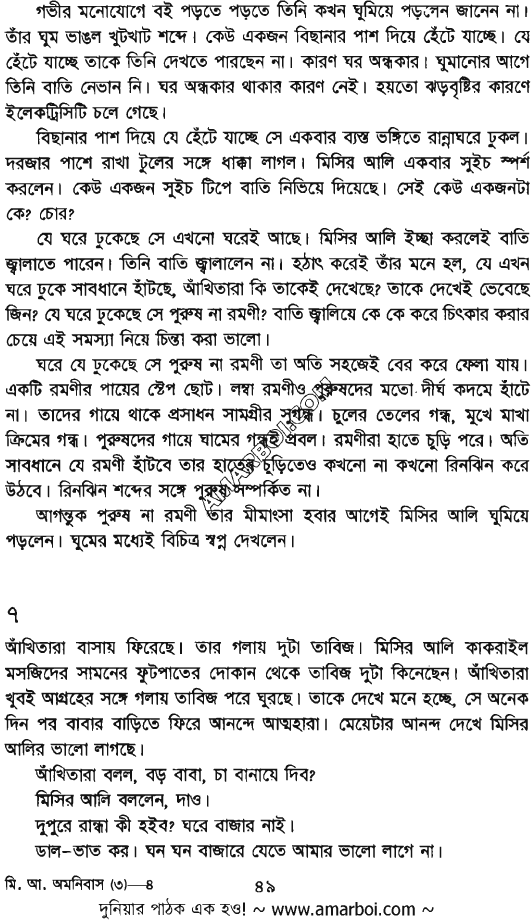 গভীর মনোযোগে বই পড়তে পড়তে তিনি কখন ঘুমিয়ে পড়লেন জানেন না।
তাঁর ঘুম ভাঙল খুটখাট শব্দে। কেউ একজন বিছানার পাশ দিয়ে হেঁটে যাচ্ছে। যে
হেঁটে যাচ্ছে তাকে তিনি দেখতে পারছেন না। কারণ ঘর অন্ধকার। ঘুমানোর আগে
তিনি বাতি নেভান নি। ঘর অন্ধকার থাকার কারণ নেই। হয়তো ঝড়বৃষ্টির কারণে
ইলেকট্রিসিটি চলে গেছে।
বিছানার পাশ দিয়ে যে হেঁটে যাচ্ছে সে একবার ব্যস্ত ভঙ্গিতে রান্নাঘরে ঢুকল।
দরজার পাশে রাখা টুলের সঙ্গে ধাক্কা লাগল। মিসির আলি একবার সুইচ স্পর্শ
করলেন। কেউ একজন সুইচ টিপে বাতি নিভিয়ে দিয়েছে। সেই কেউ একজনটা
কে? চোর?
যে ঘরে ঢুকেছে সে এখনো ঘরেই আছে। মিসির আলি ইচ্ছা করলেই বাতি
জ্বালাতে পারেন। তিনি বাতি জ্বালালেন না। হঠাৎ করেই তাঁর মনে হল, যে এখন
ঘরে ঢুকে সাবধানে হাঁটছে, আঁখিতারা কি তাকেই দেখেছে? তাকে দেখেই ভেবেছে
জিন? যে ঘরে ঢুকেছে সে পুরুষ না রমণী? বাতি জ্বালিয়ে কে কে করে চিৎকার করার
চেয়ে এই সমস্যা নিয়ে চিন্তা করা ভালো।
ঘরে যে ঢুকেছে সে পুরুষ না রমণী তা অতি সহজেই বের করে ফেলা যায়।
একটি রমণীর পায়ের স্টেপ ছোট। লম্বা রমণীও পুরুষদের মতো দীর্ঘ কদমে হাঁটে
না। তাদের গায়ে থাকে প্রসাধন সামগ্রীর সুগন্ধ। চুলের তেলের গন্ধ, মুখে মাখা
ক্রিমের গন্ধ। পুরুষদের গায়ে ঘামের গন্ধই প্রবল। রমণীরা হাতে চুড়ি পরে। অতি
সাবধানে যে রমণী হাঁটবে তার হাতের চুড়িতেও কখনো না কখনো রিনঝিন করে
উঠবে। রিনঝিন শব্দের সঙ্গে পুরুষ সম্পর্কিত না।
আগন্তুক পুরুষ না রমণী তার মীমাংসা হবার আগেই মিসির আলি ঘুমিয়ে
পড়লেন। ঘুমের মধ্যেই বিচিত্র স্বপ্ন দেখলেন।
AMARBOI.COM
৭
আঁখিতারা বাসায় ফিরেছে। তার গলায় দুটা তাবিজ। মিসির আলি কাকরাইল
মসজিদের সামনের ফুটপাতের দোকান থেকে তাবিজ দুটা কিনেছেন। আঁখিতারা
খুবই আগ্রহের সঙ্গে গলায় তাবিজ পরে ঘুরছে। তাকে দেখে মনে হচ্ছে, সে অনেক
দিন পর বাবার বাড়িতে ফিরে আনন্দে আত্মহারা। মেয়েটার আনন্দ দেখে মিসির
আলির ভালো লাগছে।
আঁখিতারা বলল, বড় বাবা, চা বানায়ে দিব?
মিসির আলি বললেন, দাও।
দুপুরে রান্ধা কী হইব? ঘরে বাজার নাই।
ডাল-ভাত কর। ঘন ঘন বাজারে যেতে আমার ভালো লাগে না।
মি. আ. অমনিবাস (৩)—৪
৪৯
দুনিয়ার পাঠক এক হও! ~ www.amarboi.com ~